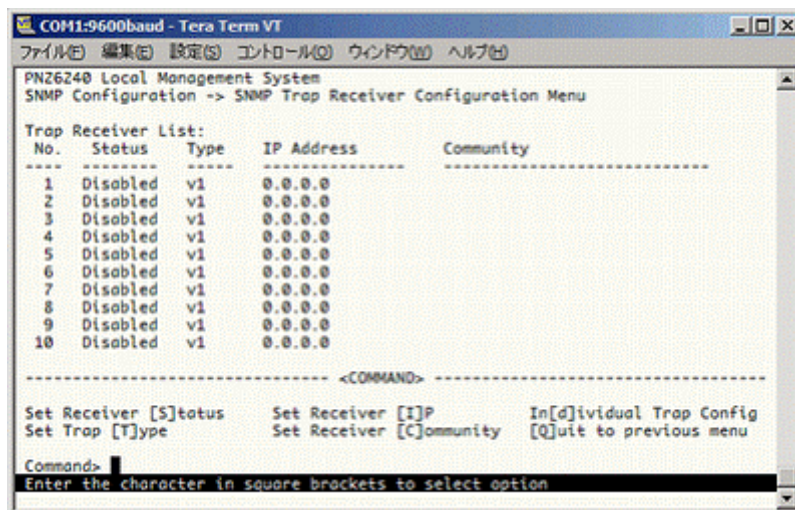 COM1:9600baud - Tera Term VT
ファイル(F) 編集(E) 設定(S) コントロール(O) ウィンドウ(W) ヘルプ(H)
PN26240 Local Management System
SNMP Configuration -> SNMP Trap Receiver Configuration Menu
Trap Receiver List:
No. Status Type IP Address Community
---- -------- ----- --------------- ----------------------------
1 Disabled v1 0.0.0.0
2 Disabled v1 0.0.0.0
3 Disabled v1 0.0.0.0
4 Disabled v1 0.0.0.0
5 Disabled v1 0.0.0.0
6 Disabled v1 0.0.0.0
7 Disabled v1 0.0.0.0
8 Disabled v1 0.0.0.0
9 Disabled v1 0.0.0.0
10 Disabled v1 0.0.0.0
-------------------------------- <COMMAND> -----------------------------------
Set Receiver [S]tatus Set Receiver [I]P In[d]ividual Trap Config
Set Trap [T]ype Set Receiver [C]ommunity [Q]uit to previous menu
Command>
Enter the character in square brackets to select option